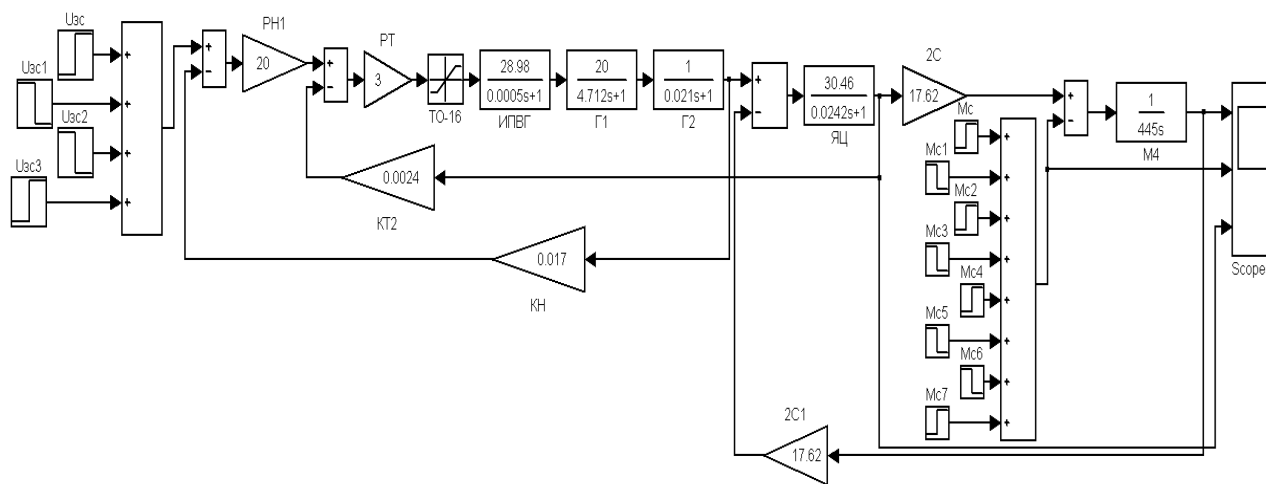 Uзс
Uзс1
Uзс2
Uзс3
+
+
+
+
+
−
РН1
20
+
−
РТ
3
ТО-16
28.98
0.0005s+1
ИПВГ
20
4.712s+1
Г1
1
0.021s+1
Г2
+
−
30.46
0.0242s+1
ЯЦ
2С
17.62
+
−
1
445s
М4
Scope
0.0024
КТ2
0.017
КН
2С1
17.62
Мс
Мс1
Мс2
Мс3
Мс4
Мс5
Мс6
Мс7
+
+
+
+
+
+
+
+